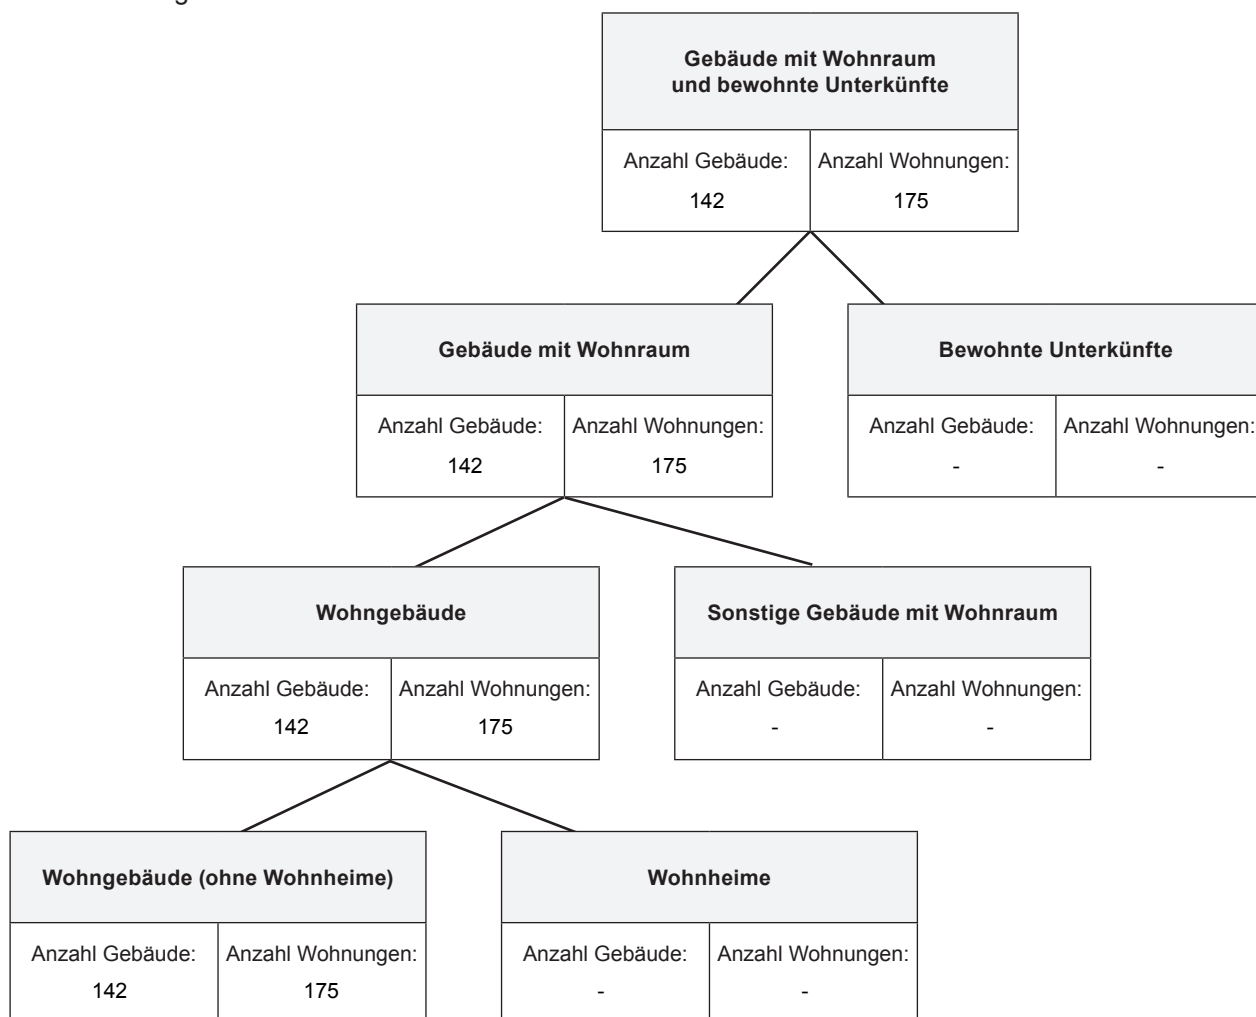 Gebäude mit Wohnraum
und bewohnte Unterkünfte
Anzahl Gebäude: Anzahl Wohnungen:
142 175
Gebäude mit Wohnraum
Anzahl Gebäude: Anzahl Wohnungen:
142 175
Bewohnte Unterkünfte
Anzahl Gebäude: Anzahl Wohnungen:
- -
Wohngebäude
Anzahl Gebäude: Anzahl Wohnungen:
142 175
Sonstige Gebäude mit Wohnraum
Anzahl Gebäude: Anzahl Wohnungen:
- -
Wohngebäude (ohne Wohnheime)
Anzahl Gebäude: Anzahl Wohnungen:
142 175
Wohnheime
Anzahl Gebäude: Anzahl Wohnungen:
- -